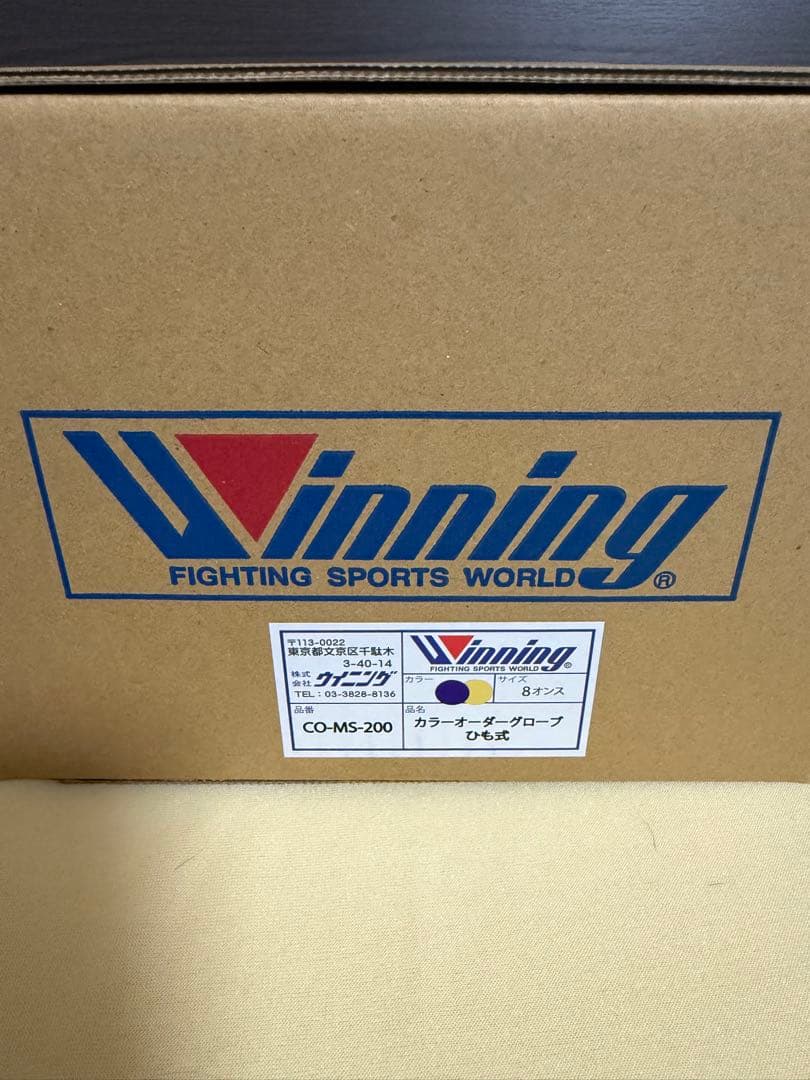 Winning
FIGHTING SPORTS WORLD®
〒113-0022
東京都文京区千駄木
3-40-14
株式会社 ウイニング
TEL：03-3828-8136
Winning
FIGHTING SPORTS WORLD®
カラー
サイズ
8オンス
品番
CO-MS-200
品名
カラーオーダーグローブ
ひも式